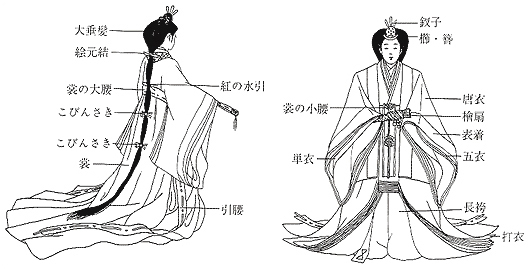 大垂髪
絵元結
裳の大腰
こびんさき
こびんさき
裳
紅の水引
引腰
釵子
櫛・簪
裳の小腰
単衣
唐衣
檜扇
表着
五衣
長袴
打衣